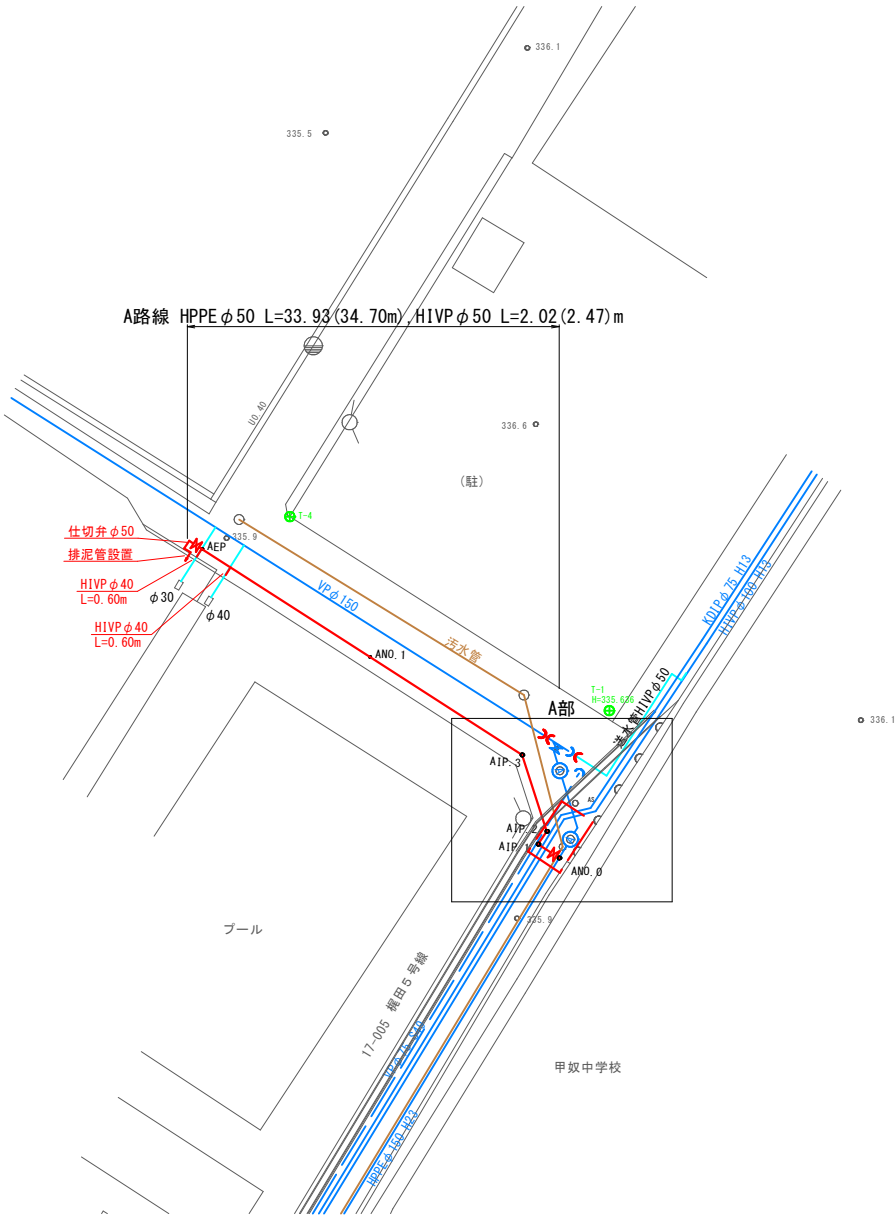 336.1
335.5
A路線 HPPEφ50 L=33.93(34.70m),HIVPφ50 L=2.02(2.47)m
U0.40
336.6
(駐)
T-4
仕切弁φ50
335.9
AEP
排泥管設置
HIVPφ40
L=0.60m
φ30
φ40
HIVPφ40
L=0.60m
VPφ150
KDIPφ75 H13
HIVPφ100 H13
ANO.1
汚水管
T-1
H=335.636
送水管HIVPφ50
A部
336.1
AIP.3
AS
AIP.2
AIP.1
ANO.0
335.9
プール
17-005 梶田5号線
VPφ75 S49
甲奴中学校
HPPEφ150 H23